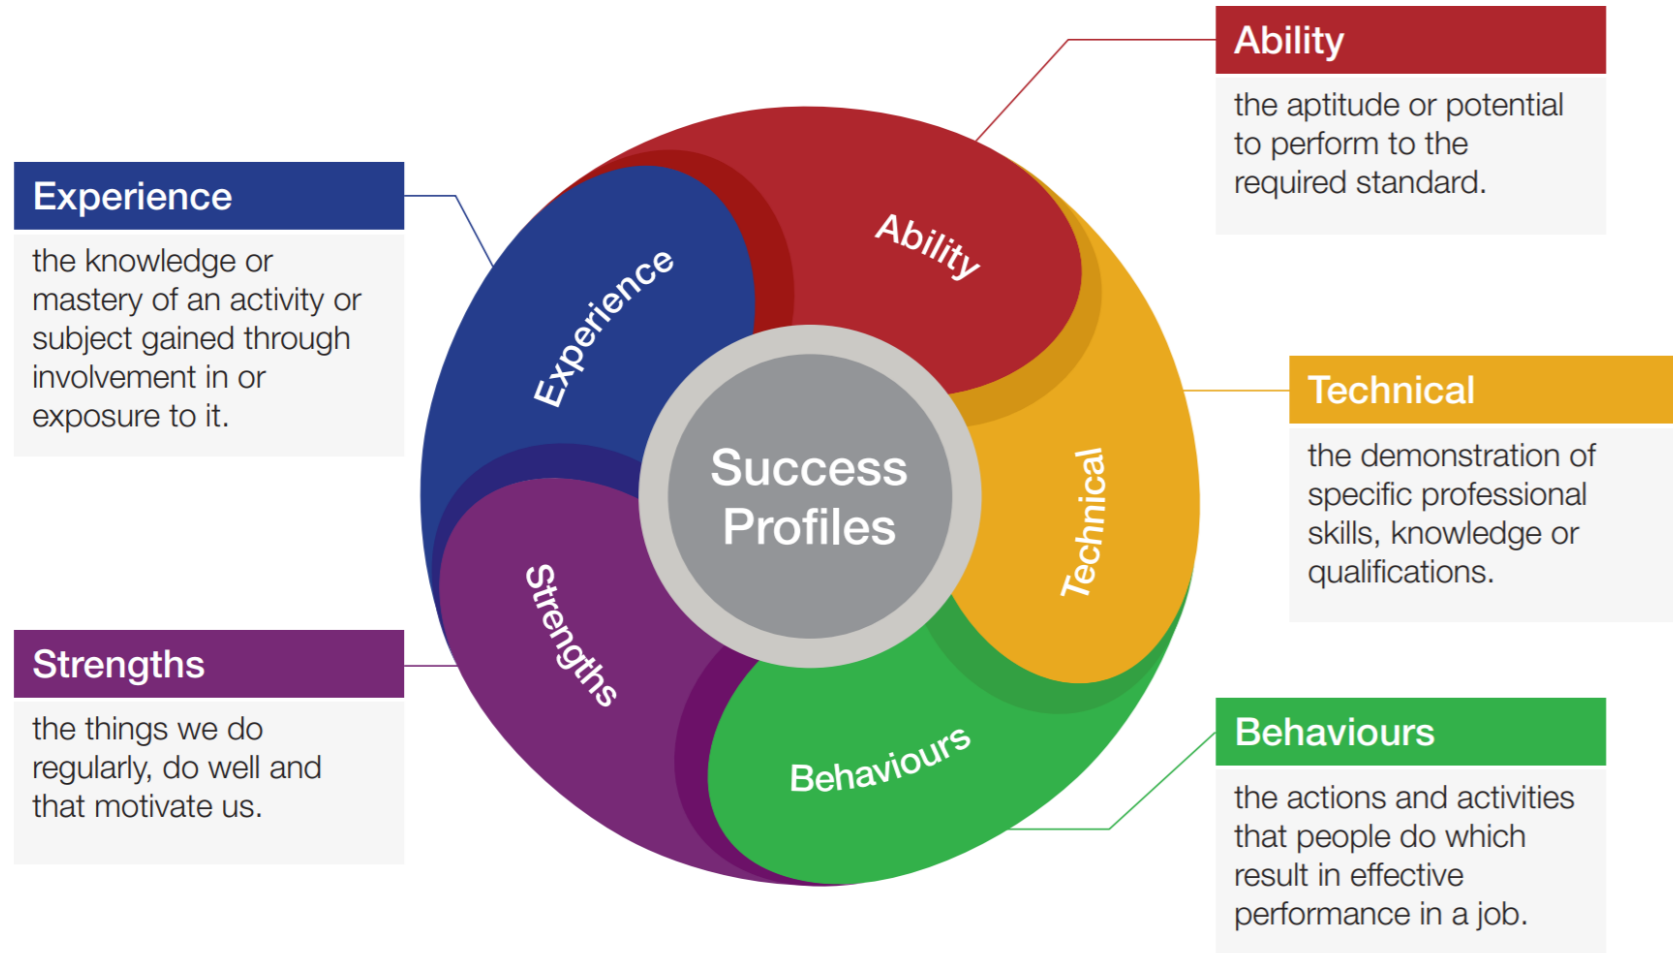 Ability
the aptitude or potential
to perform to the
required standard.
Experience
the knowledge or
mastery of an activity or
subject gained through
involvement in or
exposure to it.
Technical
the demonstration of
specific professional
skills, knowledge or
qualifications.
Strengths
the things we do
regularly, do well and
that motivate us.
Behaviours
the actions and activities
that people do which
result in effective
performance in a job.
Ability
Experience
Technical
Strengths
Behaviours
Success
Profiles